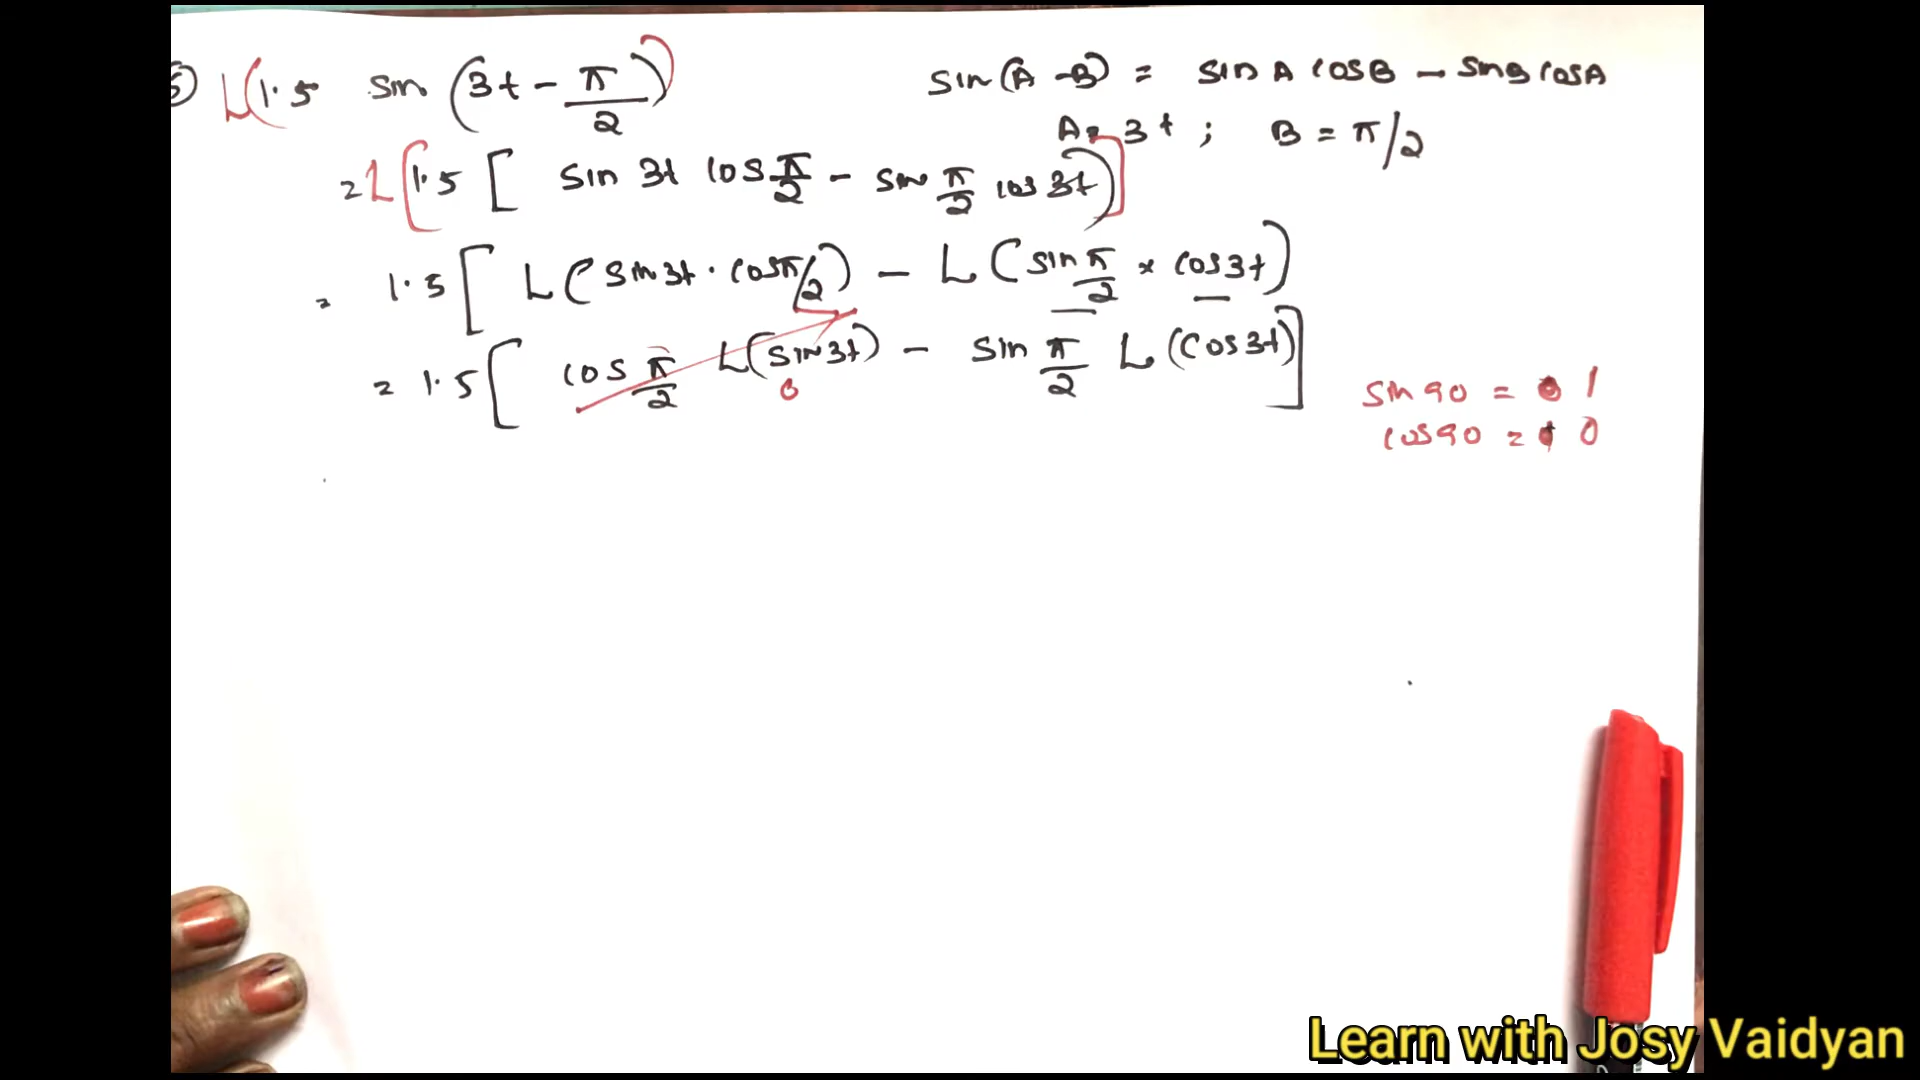 5) L(1.5 sin (3t - π/2)) sin(A - B) = sin A cos B - sin B cos A
A = 3t ; B = π/2
= L[1.5 [ sin 3t cos π/2 - sin π/2 cos 3t)]
= 1.5 [ L(sin 3t . cos π/2) - L(sin π/2 × cos 3t)
= 1.5 [ cos π/2 L(sin 3t) - sin π/2 L(cos 3t)]
0
sin 90 = 1
cos 90 = 0
Learn with Josy Vaidyan